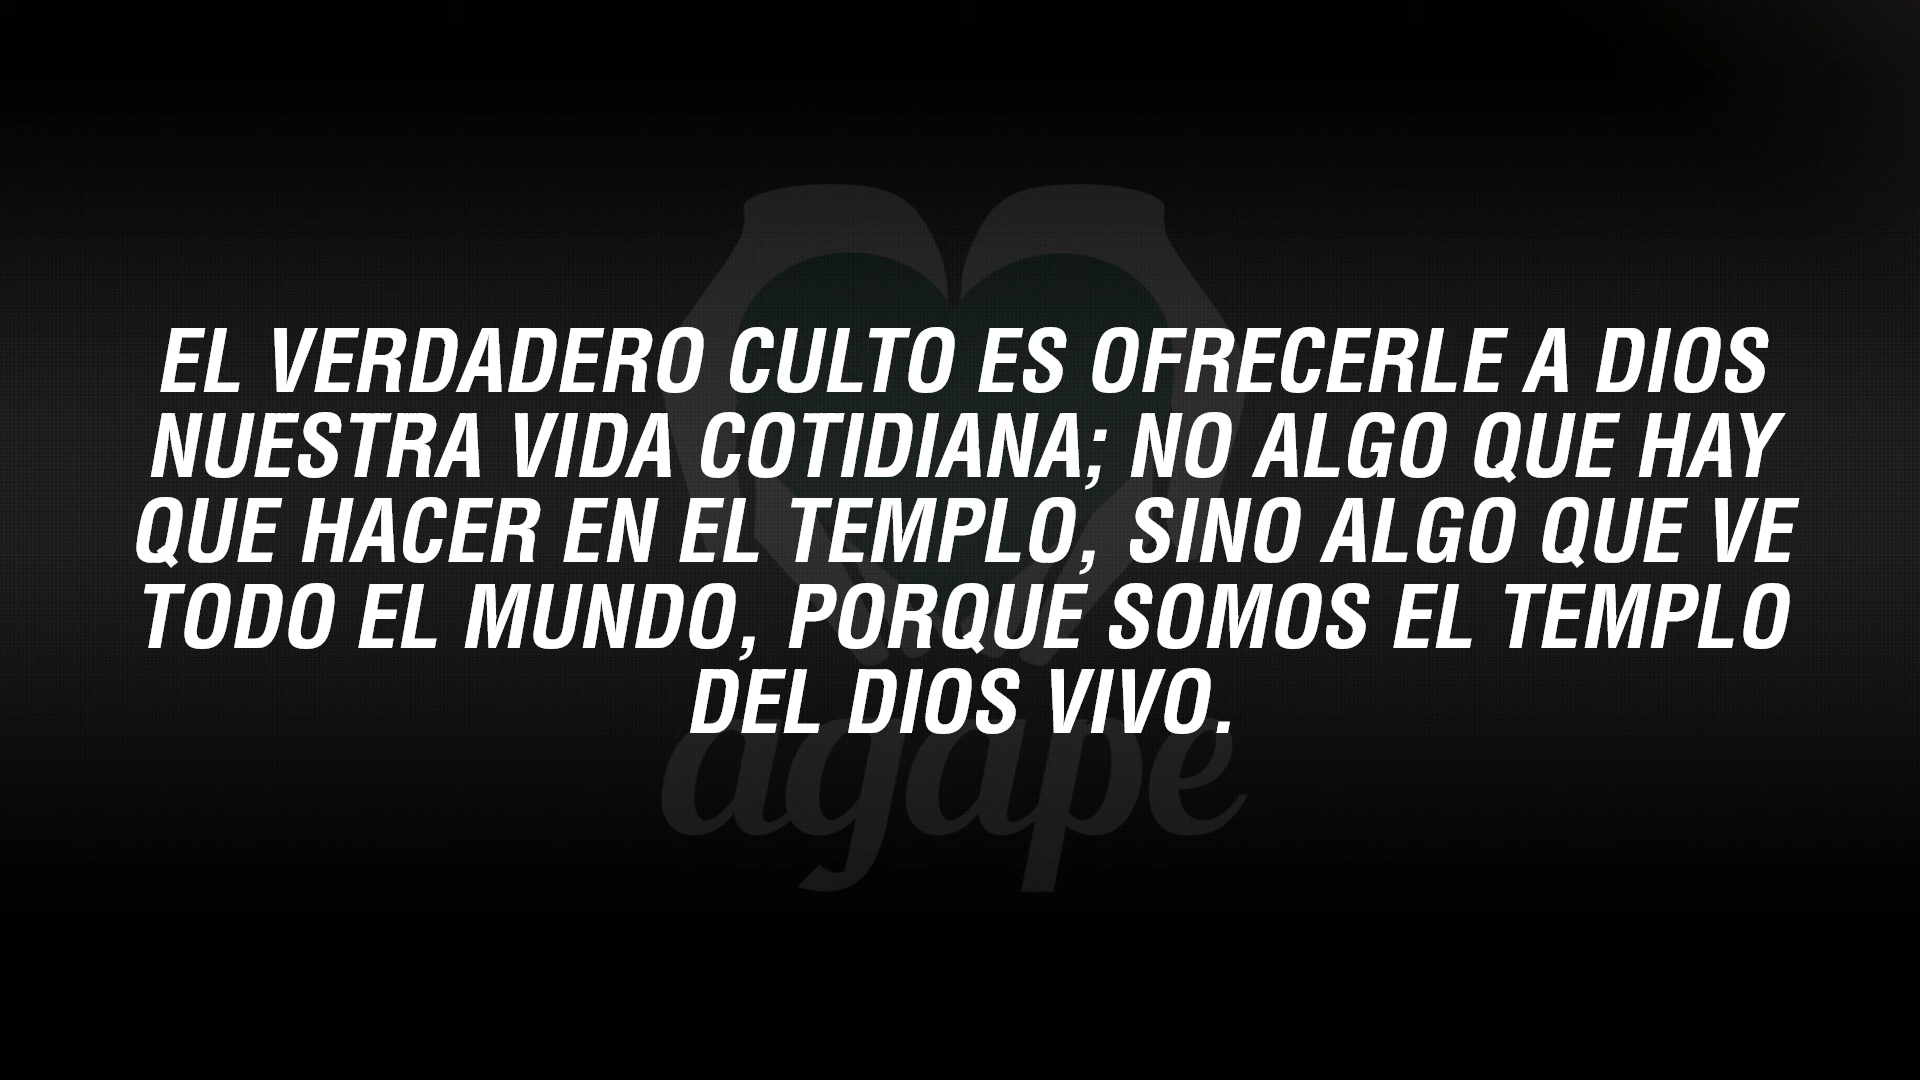 EL VERDADERO CULTO ES OFRECERLE A DIOS
NUESTRA VIDA COTIDIANA; NO ALGO QUE HAY
QUE HACER EN EL TEMPLO, SINO ALGO QUE VE
TODO EL MUNDO, PORQUE SOMOS EL TEMPLO
DEL DIOS VIVO.
agape